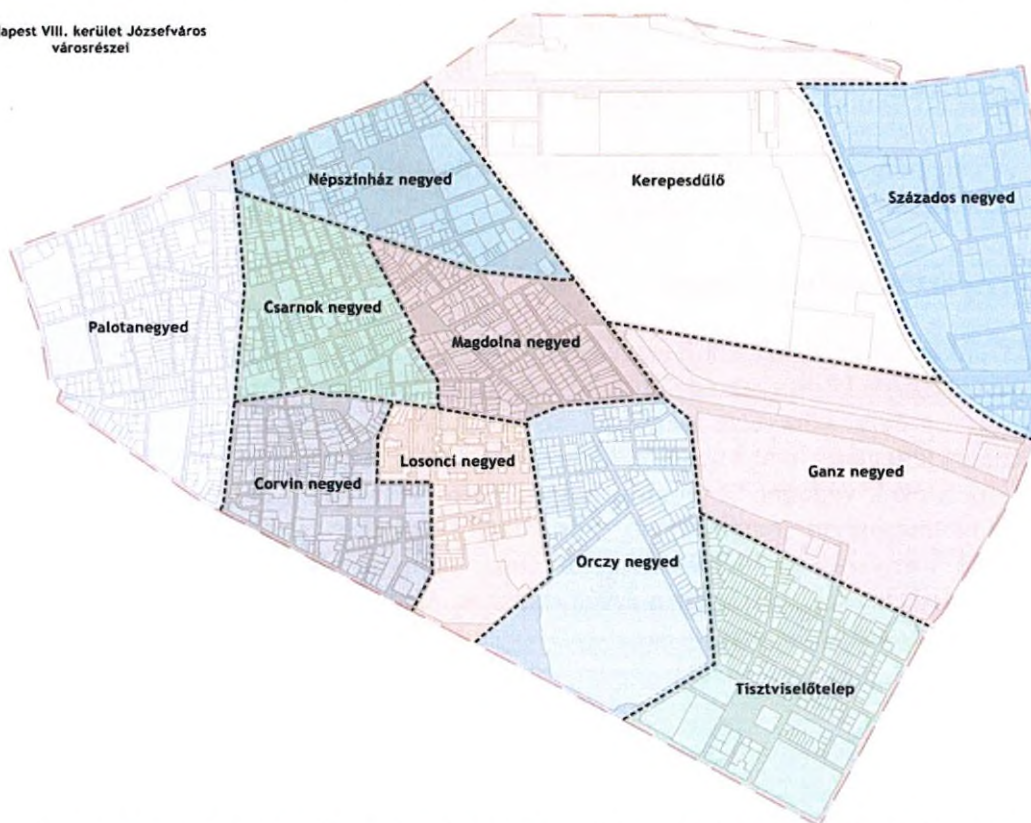 apest VIII. kerület Józsefváros
városrészei
Népszínház negyed
Kerepesdűlő
Százados negyed
Csarnok negyed
Palotanegyed
Magdolna negyed
Losonci negyed
Corvin negyed
Ganz negyed
Orczy negyed
Tisztviselőtelep